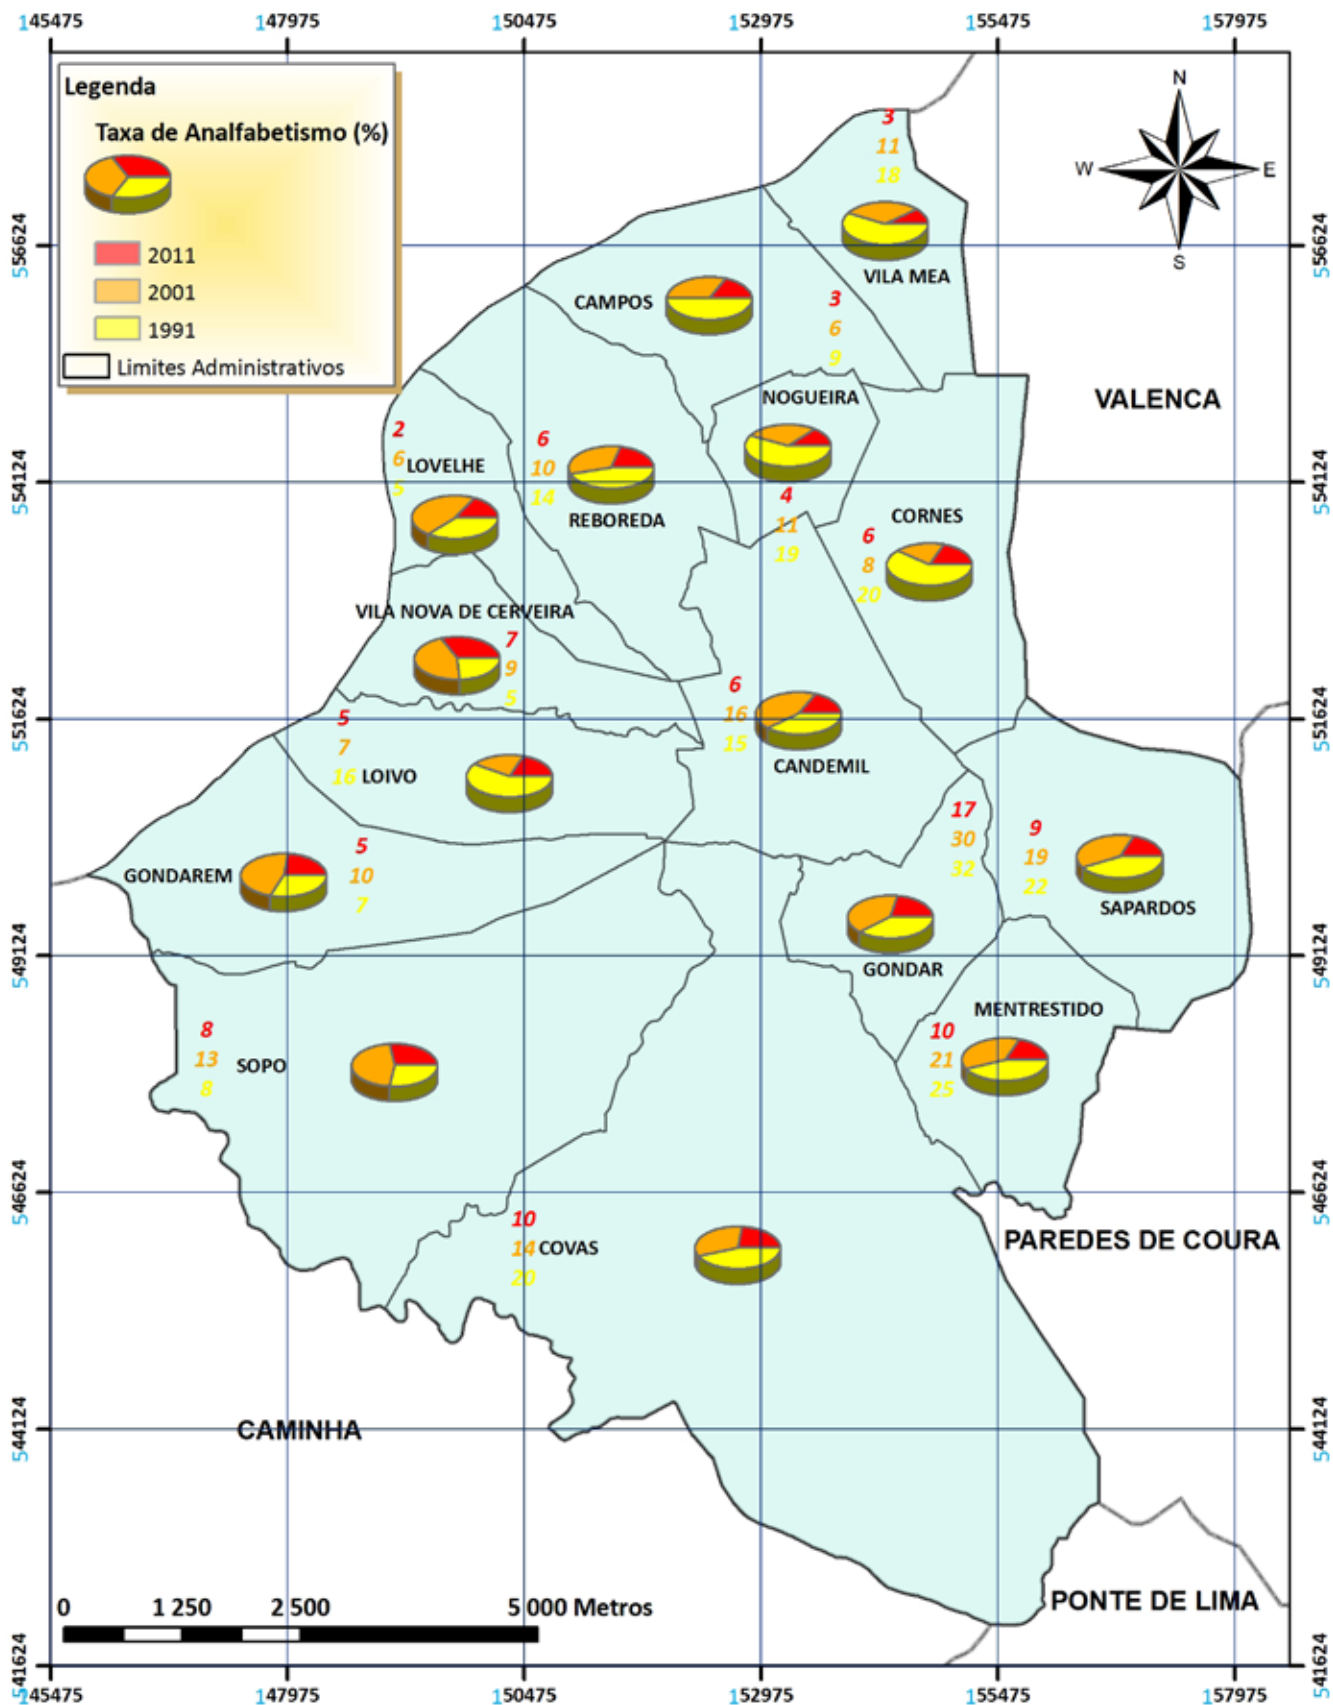 145475 147975 150475 152975 155475 157975
Legenda
Taxa de Analfabetismo (%)
2011
2001
1991
Limites Administrativos
N
W E
S
556624 556624
554124 554124
551624 551624
549124 549124
546624 546624
544124 544124
541624 541624
3
11
18
VILA MEA
CAMPOS
3
6
9
NOGUEIRA
4
11
19
VALENCA
2
6
5
LOVELHE
6
10
14
REBOREDA
CORNES
6
8
20
VILA NOVA DE CERVEIRA
7
9
5
6
16
15
CANDEMIL
5
7
16 LOIVO
17
30
32
GONDAR
9
19
22
SAPARDOS
GONDAREM
5
10
7
MENTRESTIDO
10
21
25
8
13
8
SOPO
10
14
20
COVAS
PAREDES DE COURA
CAMINHA
PONTE DE LIMA
0 1 250 2 500 5 000 Metros
145475 147975 150475 152975 155475 157975